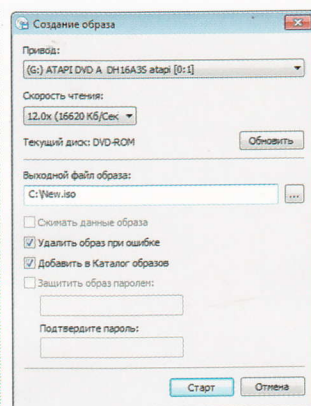 Создание образа
Привод:
(G:) ATAPI DVD A DH16A3S atapi [0:1]
Скорость чтения:
12.0x (16620 Кб/Сек
Текущий диск: DVD-ROM
Обновить
Выходной файл образа:
C:\New.iso
...
Сжимать данные образа
Удалить образ при ошибке
Добавить в Каталог образов
Защитить образ паролем:
Подтвердите пароль:
Старт
Отмена